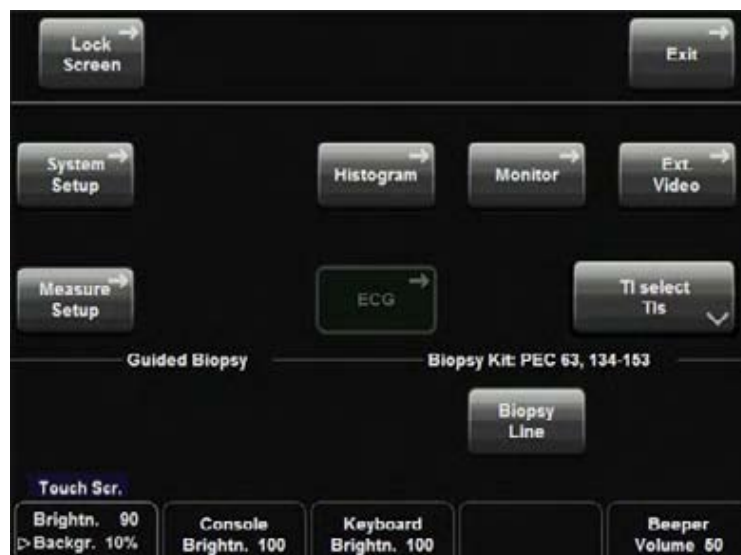 Lock
Screen
Exit
System
Setup
Histogram
Monitor
Ext.
Video
Measure
Setup
ECG
TI select
TIs
Guided Biopsy
Biopsy Kit: PEC 63, 134-153
Biopsy
Line
Touch Scr.
Brightn. 90
Backgr. 10%
Console
Brightn. 100
Keyboard
Brightn. 100
Beeper
Volume 50